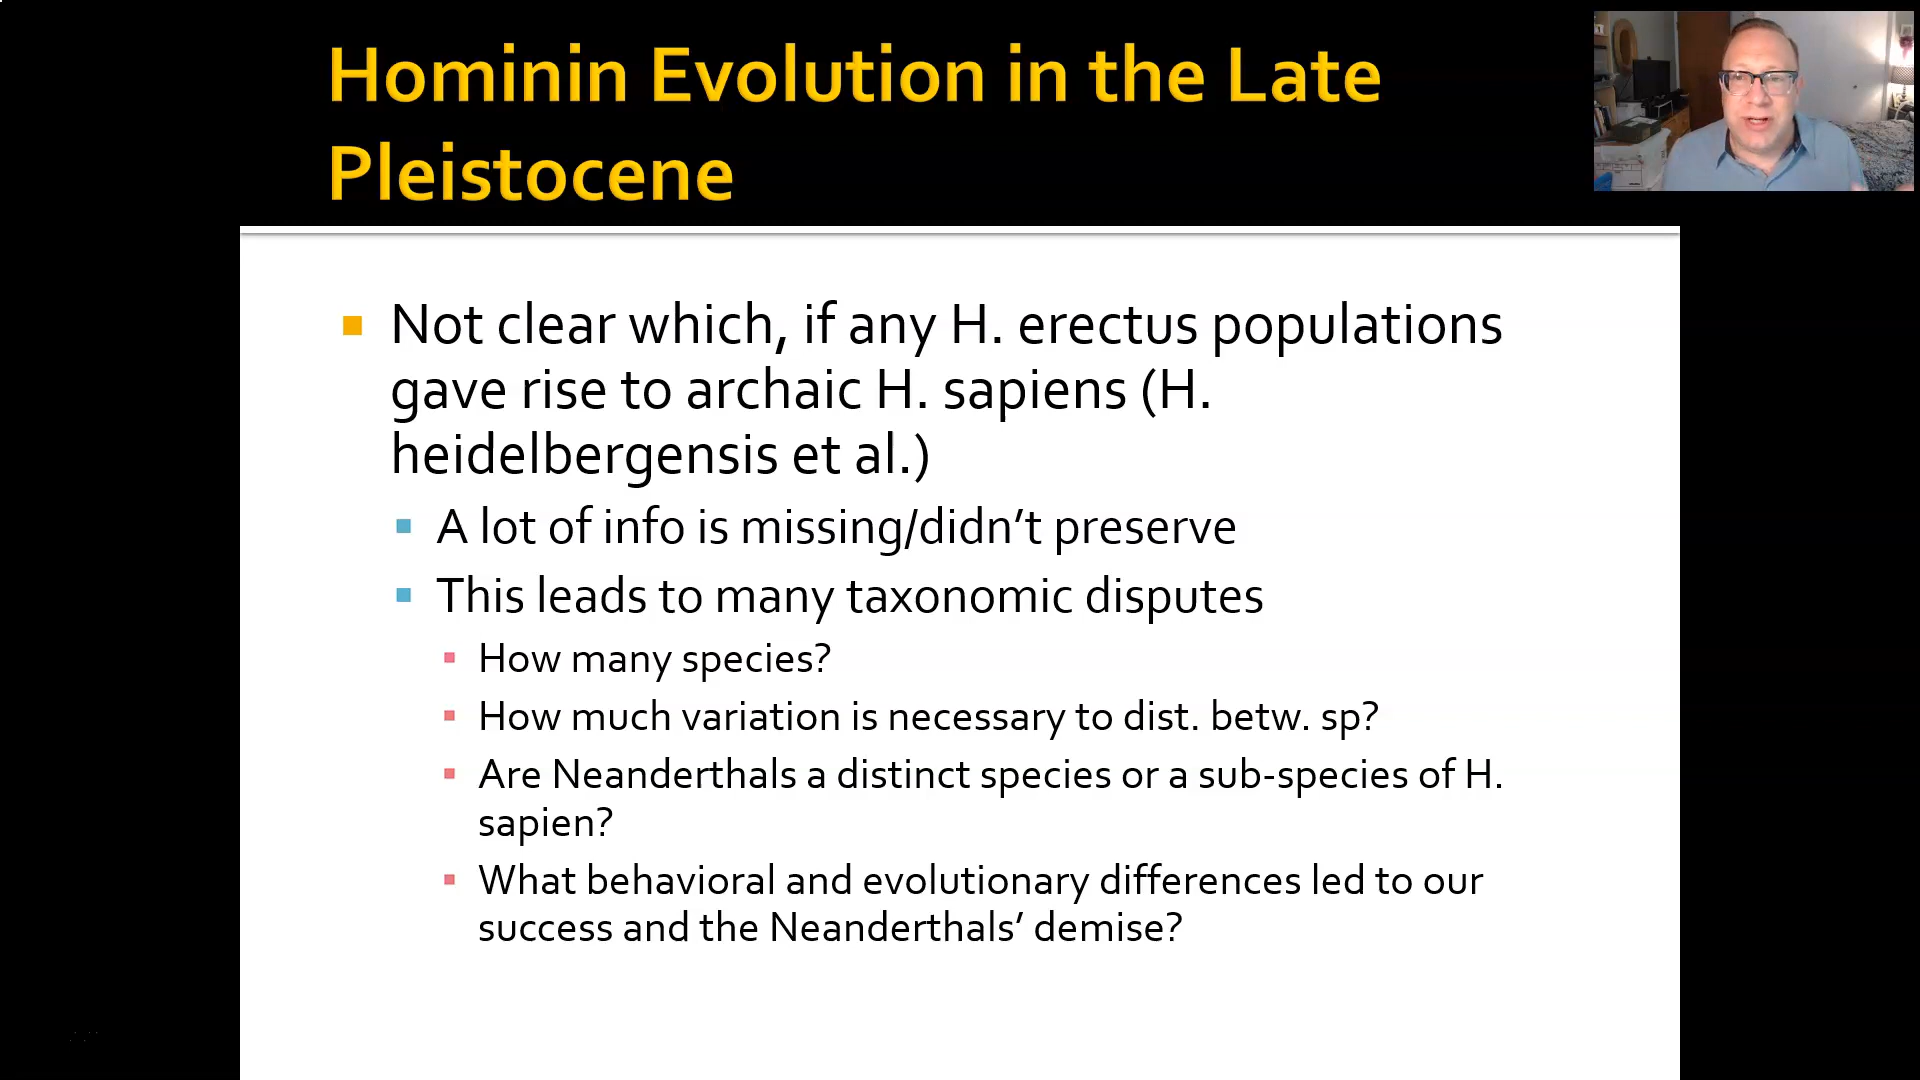 Hominin Evolution in the Late
Pleistocene
Not clear which, if any H. erectus populations
gave rise to archaic H. sapiens (H.
heidelbergensis et al.)
A lot of info is missing/didn’t preserve
This leads to many taxonomic disputes
How many species?
How much variation is necessary to dist. betw. sp?
Are Neanderthals a distinct species or a sub-species of H.
sapien?
What behavioral and evolutionary differences led to our
success and the Neanderthals’ demise?